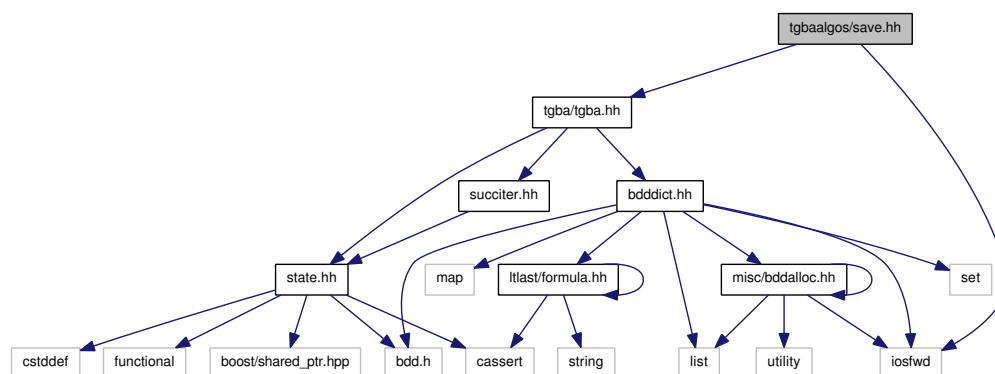 tgbaalgos/save.hh
tgba/tgba.hh
succiter.hh
bdddict.hh
state.hh
map
ltlast/formula.hh
misc/bddalloc.hh
set
cstddef
functional
boost/shared_ptr.hpp
bdd.h
cassert
string
list
utility
iosfwd